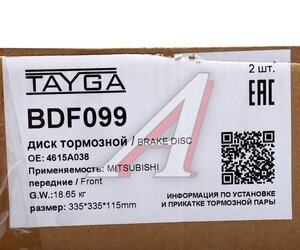 TAYGA
2 шт.
BDF099
EAC
диск тормозной / BRAKE DISC
OE: 4615A038
Применяемость: MITSUBISHI
передние / Front
G.W.: 18.65 кг
размер: 335*335*115mm
ИНФОРМАЦИЯ ПО УСТАНОВКЕ
И ПРИКАТКЕ ТОРМОЗНОЙ ПАРЫ